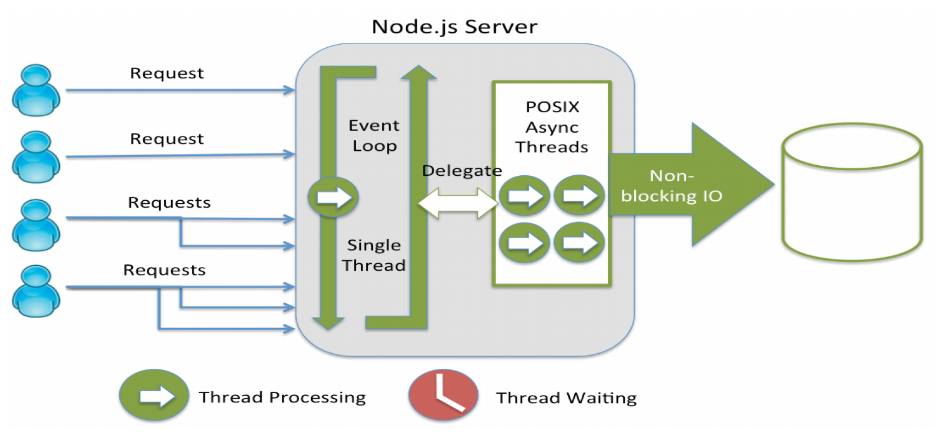 Node.js Server
Request
Request
Requests
Requests
Event
Loop
Single
Thread
Delegate
POSIX
Async
Threads
Non-
blocking IO
Thread Processing
Thread Waiting